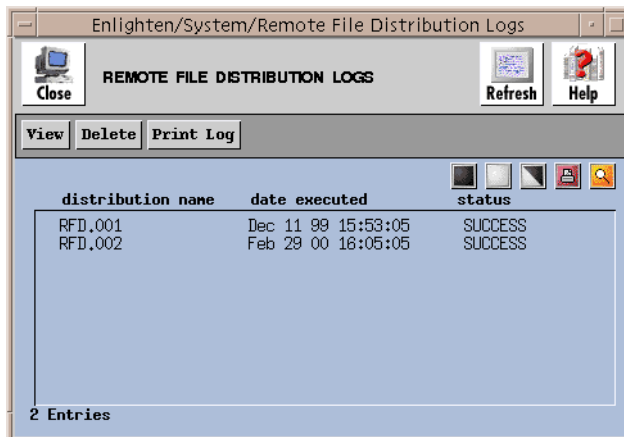 Enlighten/System/Remote File Distribution Logs
Close
REMOTE FILE DISTRIBUTION LOGS
Refresh
Help
View Delete Print Log
distribution name date executed status
RFD.001 Dec 11 99 15:53:05 SUCCESS
RFD.002 Feb 29 00 16:05:05 SUCCESS
2 Entries